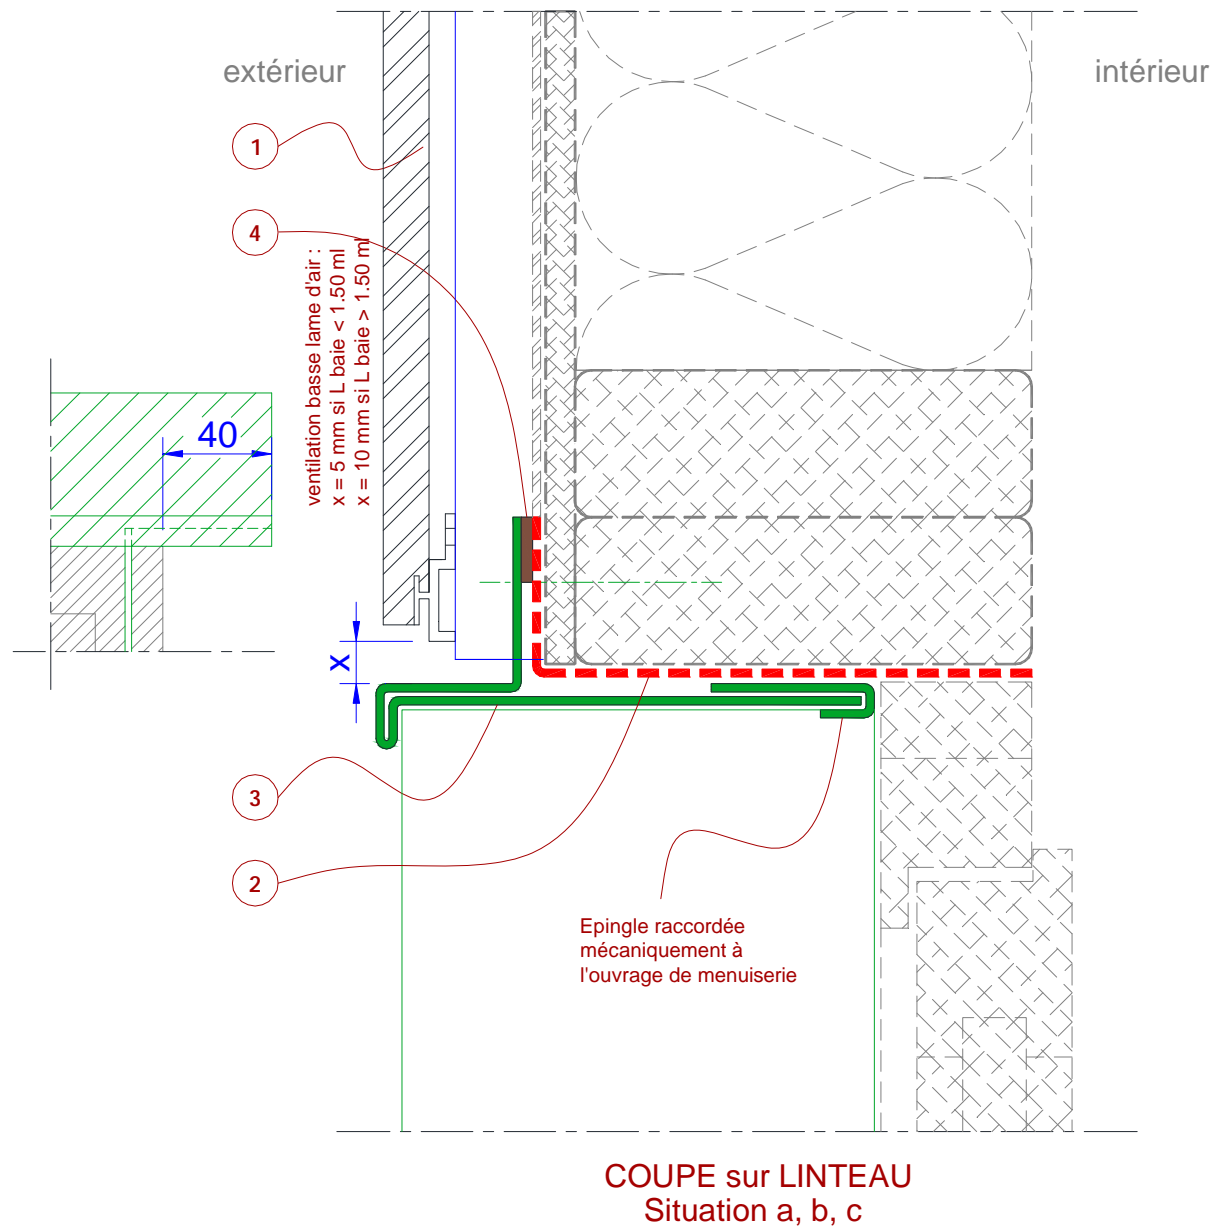 extérieur
intérieur
1
4
ventilation basse lame d'air :
x = 5 mm si L baie < 1.50 ml
x = 10 mm si L baie > 1.50 ml
40
x
3
2
Epingle raccordée
mécaniquement à
l'ouvrage de menuiserie
COUPE sur LINTEAU
Situation a, b, c